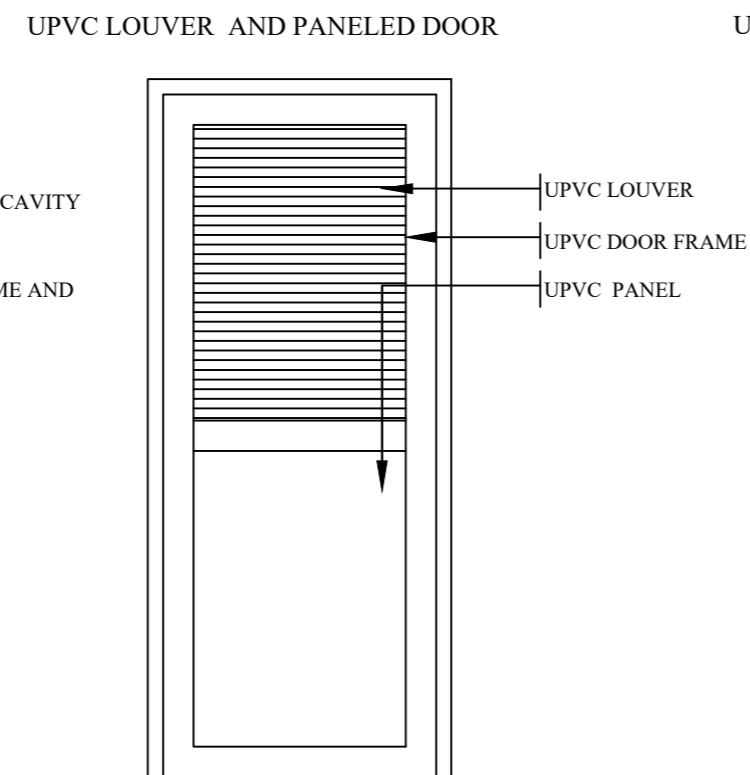 UPVC LOUVER AND PANELED DOOR
U
CAVITY
ME AND
UPVC LOUVER
UPVC DOOR FRAME
UPVC PANEL